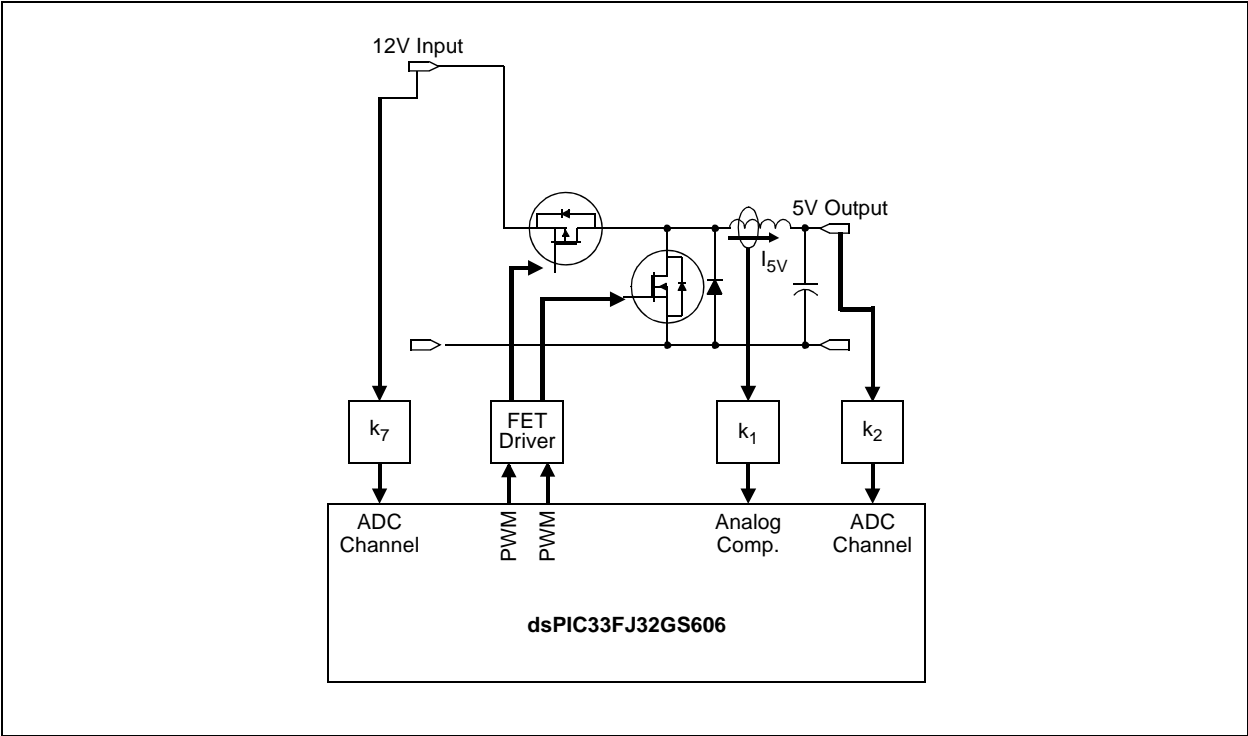 12V Input
5V Output
I5V
k7
FET
Driver
k1
k2
ADC
Channel
PWM
PWM
Analog
Comp.
ADC
Channel
dsPIC33FJ32GS606